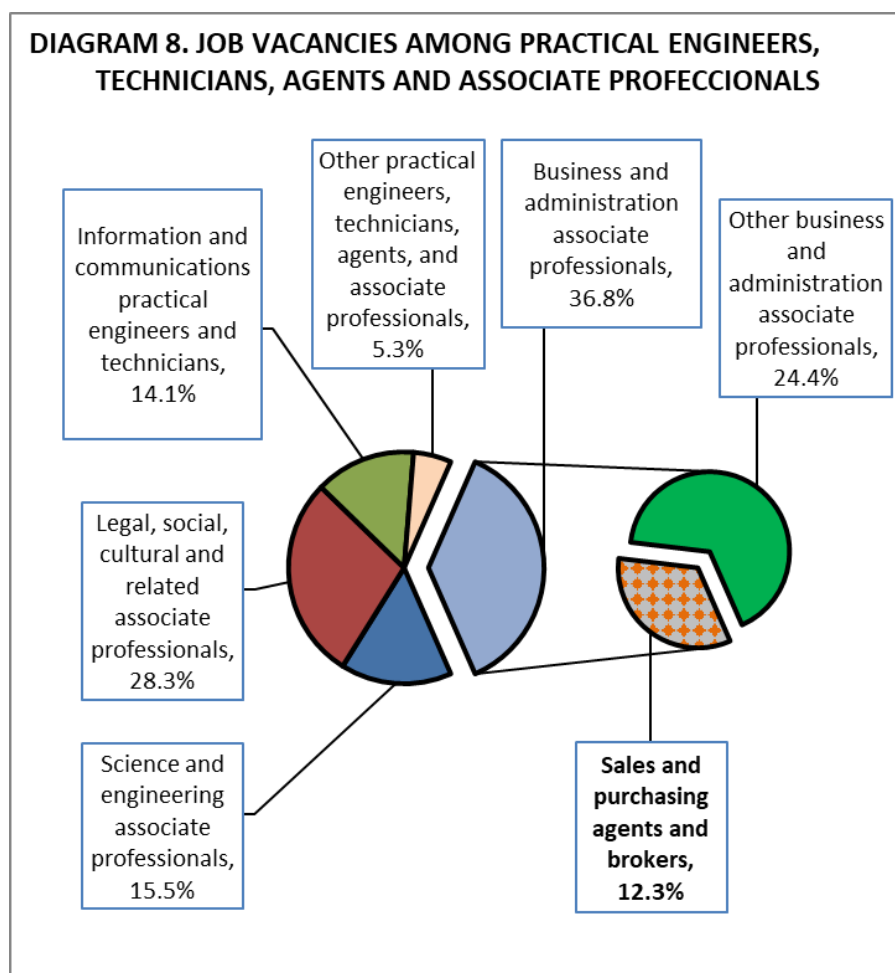 DIAGRAM 8. JOB VACANCIES AMONG PRACTICAL ENGINEERS,
TECHNICIANS, AGENTS AND ASSOCIATE PROFECCIONALS
Other practical
engineers,
technicians,
agents, and
associate
professionals,
5.3%
Business and
administration
associate
professionals,
36.8%
Information and
communications
practical
engineers and
technicians,
14.1%
Other business
and
administration
associate
professionals,
24.4%
Legal, social,
cultural and
related
associate
professionals,
28.3%
Science and
engineering
associate
professionals,
15.5%
Sales and
purchasing
agents and
brokers,
12.3%